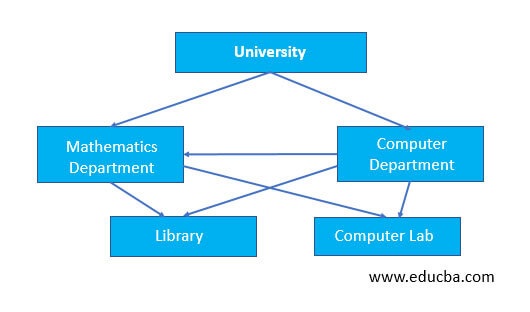 University
Mathematics
Department
Computer
Department
Library
Computer Lab
www.educba.com